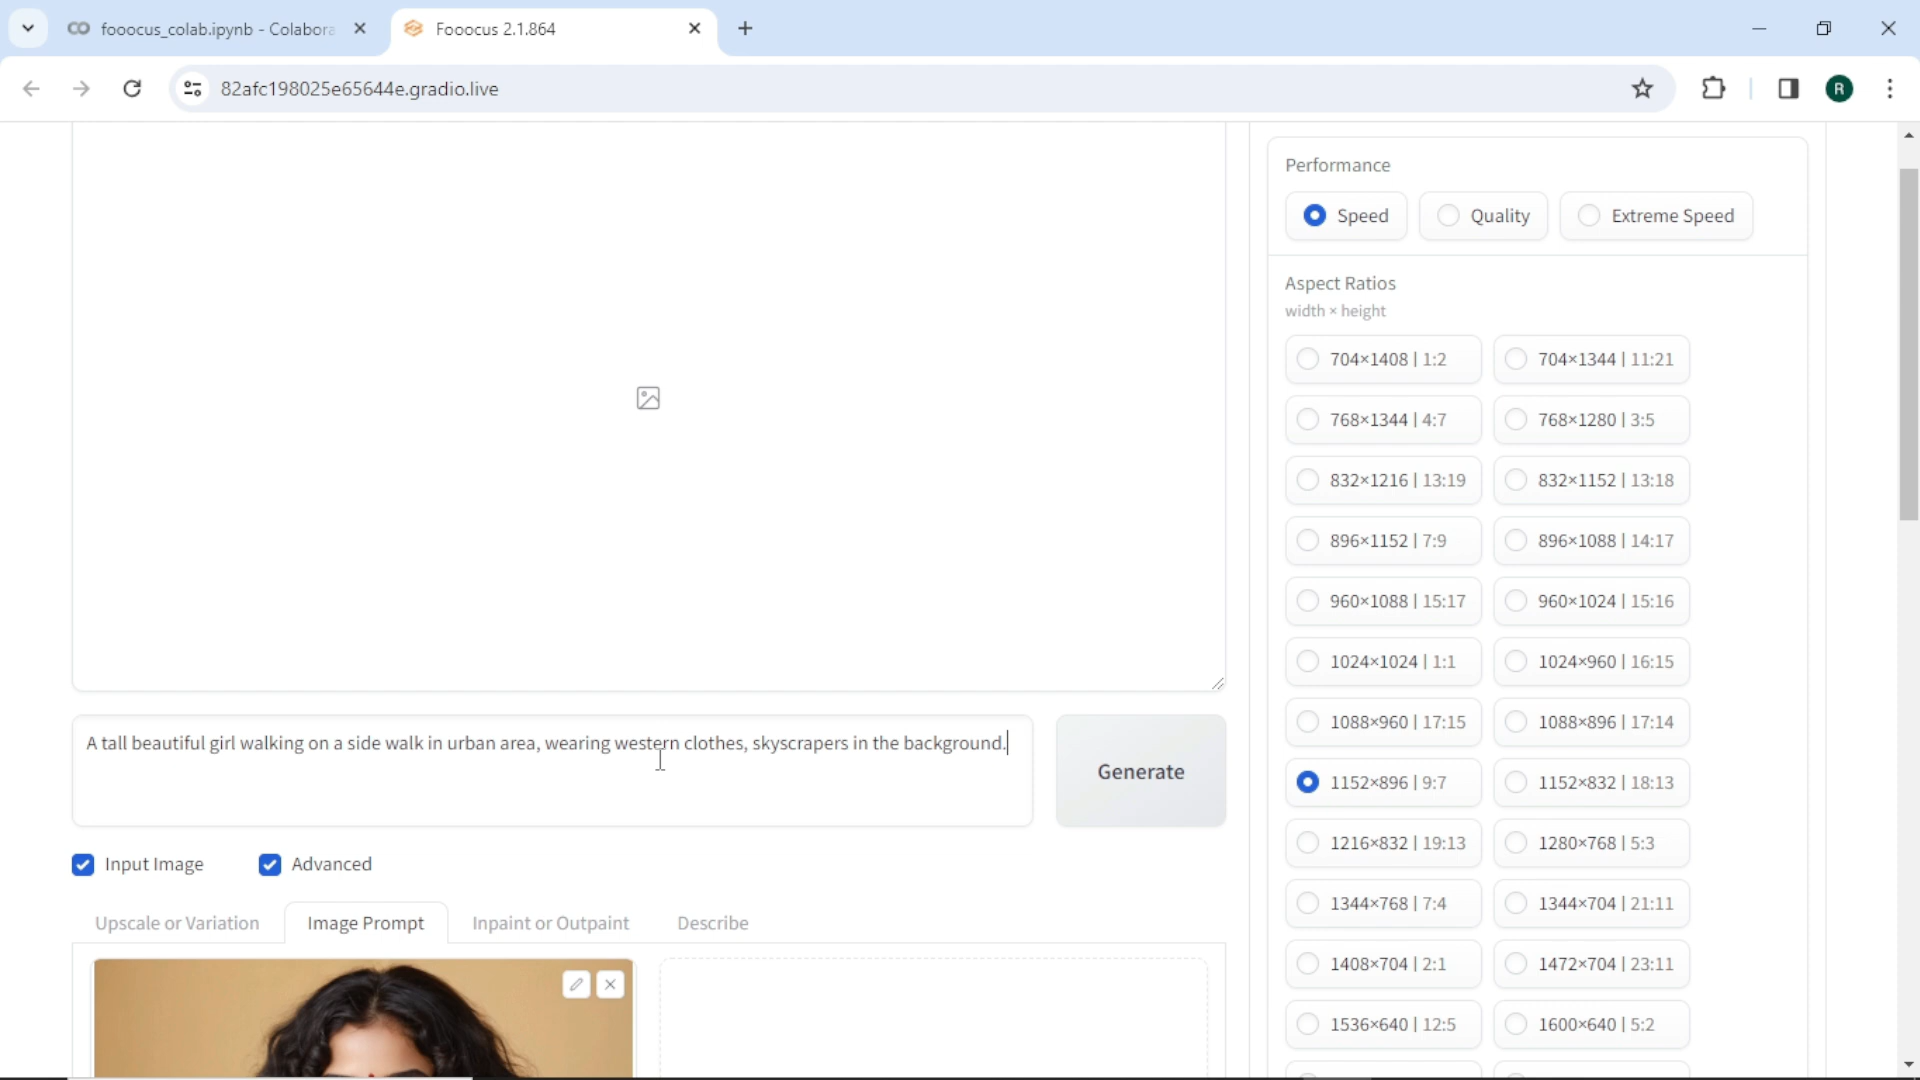 fooocus_colab.ipynb - Colabora
Fooocus 2.1.864
82afc198025e65644e.gradio.live
R
Performance
Speed
Quality
Extreme Speed
Aspect Ratios
width × height
704×1408 | 1:2
704×1344 | 11:21
768×1344 | 4:7
768×1280 | 3:5
832×1216 | 13:19
832×1152 | 13:18
896×1152 | 7:9
896×1088 | 14:17
960×1088 | 15:17
960×1024 | 15:16
1024×1024 | 1:1
1024×960 | 16:15
1088×960 | 17:15
1088×896 | 17:14
1152×896 | 9:7
1152×832 | 18:13
1216×832 | 19:13
1280×768 | 5:3
1344×768 | 7:4
1344×704 | 21:11
1408×704 | 2:1
1472×704 | 23:11
1536×640 | 12:5
1600×640 | 5:2
A tall beautiful girl walking on a side walk in urban area, wearing western clothes, skyscrapers in the background.
Generate
Input Image
Advanced
Upscale or Variation
Image Prompt
Inpaint or Outpaint
Describe